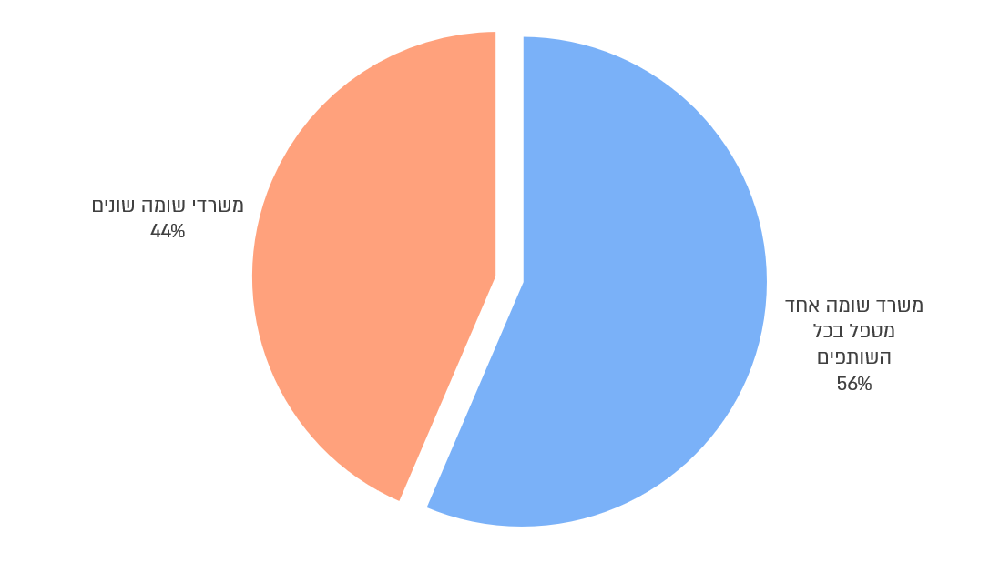 משרדי שומה שונים
44%
משרד שומה אחד
מטפל בכל
השותפים
56%